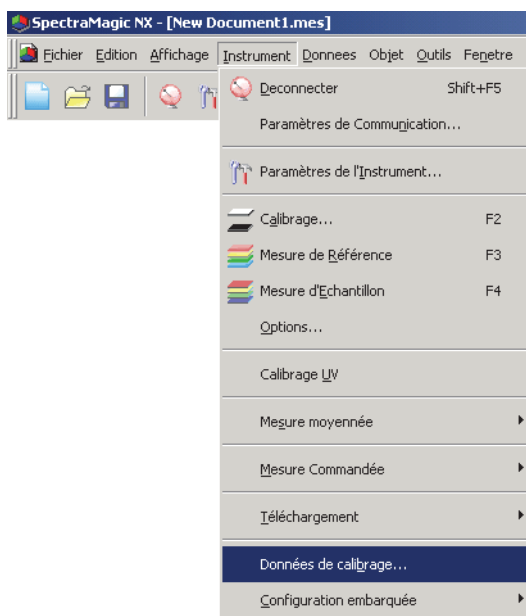 SpectraMagic NX - [New Document1.mes]
Fichier Edition Affichage Instrument Donnees Objet Outils Fenetre
Deconnecter Shift+F5
Paramètres de Communication...
Paramètres de l'Instrument...
Calibrage... F2
Mesure de Référence F3
Mesure d'Echantillon F4
Options...
Calibrage UV
Mesure moyennée
Mesure Commandée
Téléchargement
Données de calibrage...
Configuration embarquée